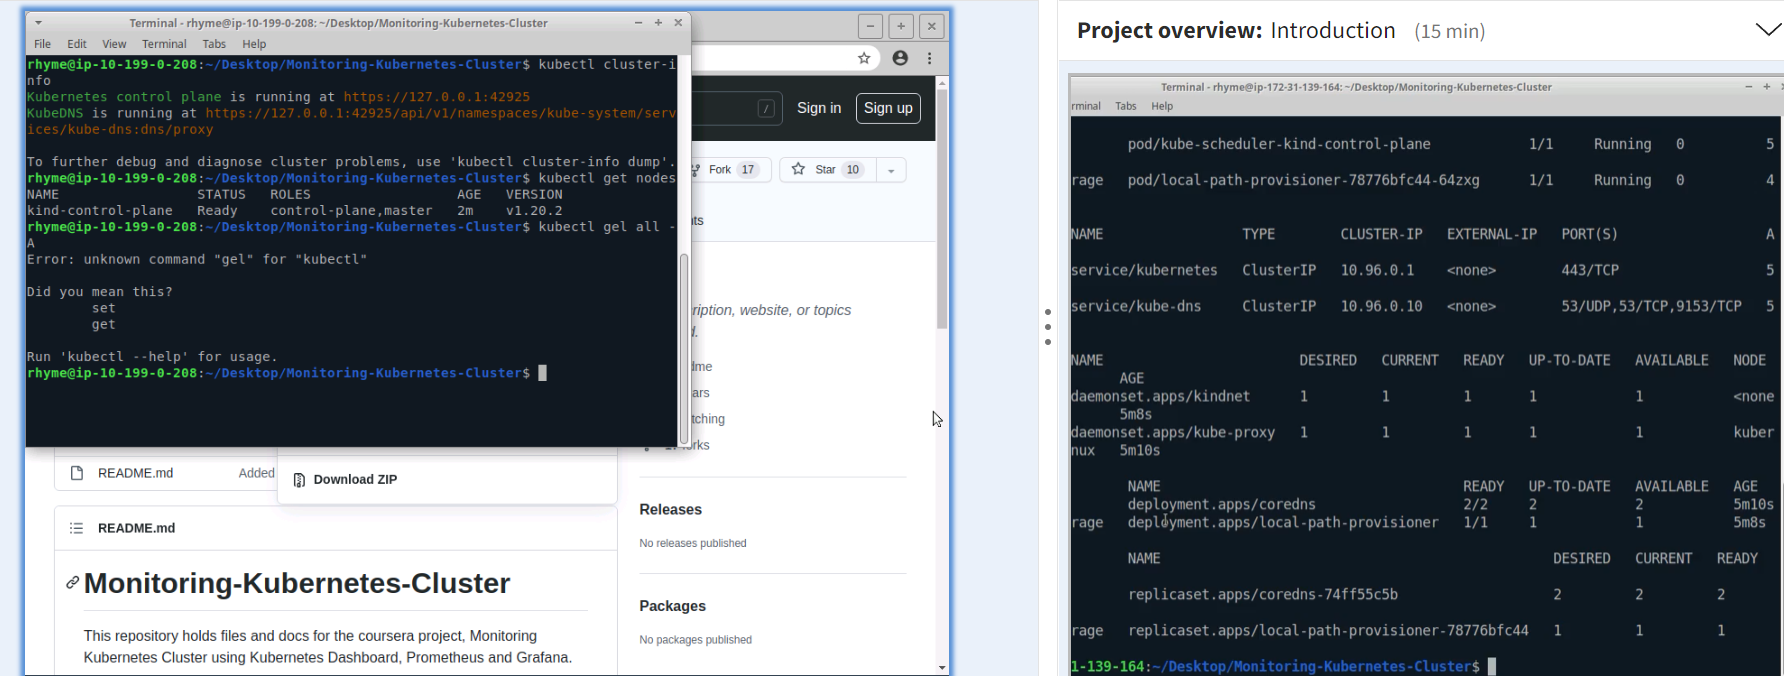 Terminal - rhyme@ip-10-199-0-208: ~/Desktop/Monitoring-Kubernetes-Cluster
File Edit View Terminal Tabs Help
rhyme@ip-10-199-0-208:~/Desktop/Monitoring-Kubernetes-Cluster$ kubectl cluster-i
nfo
Kubernetes control plane is running at https://127.0.0.1:42925
KubeDNS is running at https://127.0.0.1:42925/api/v1/namespaces/kube-system/serv
ices/kube-dns:dns/proxy
To further debug and diagnose cluster problems, use 'kubectl cluster-info dump'.
rhyme@ip-10-199-0-208:~/Desktop/Monitoring-Kubernetes-Cluster$ kubectl get nodes
NAME STATUS ROLES AGE VERSION
kind-control-plane Ready control-plane,master 2m v1.20.2
rhyme@ip-10-199-0-208:~/Desktop/Monitoring-Kubernetes-Cluster$ kubectl gel all -
A
Error: unknown command "gel" for "kubectl"
Did you mean this?
set
get
Run 'kubectl --help' for usage.
rhyme@ip-10-199-0-208:~/Desktop/Monitoring-Kubernetes-Cluster$
/ Sign in Sign up
Fork 17 Star 10
nts
ription, website, or topics
d.
dme
ars
tching
orks
README.md Added
Download ZIP
README.md
Monitoring-Kubernetes-Cluster
This repository holds files and docs for the coursera project, Monitoring
Kubernetes Cluster using Kubernetes Dashboard, Prometheus and Grafana.
Releases
No releases published
Packages
No packages published
Project overview: Introduction (15 min)
Terminal - rhyme@ip-172-31-139-164: ~/Desktop/Monitoring-Kubernetes-Cluster
rminal Tabs Help
pod/kube-scheduler-kind-control-plane 1/1 Running 0 5
rage pod/local-path-provisioner-78776bfc44-64zxg 1/1 Running 0 4
NAME TYPE CLUSTER-IP EXTERNAL-IP PORT(S) A
service/kubernetes ClusterIP 10.96.0.1 <none> 443/TCP 5
service/kube-dns ClusterIP 10.96.0.10 <none> 53/UDP,53/TCP,9153/TCP 5
NAME DESIRED CURRENT READY UP-TO-DATE AVAILABLE NODE
AGE
daemonset.apps/kindnet 1 1 1 1 1 <none
5m8s
daemonset.apps/kube-proxy 1 1 1 1 1 kuber
nux 5m10s
NAME READY UP-TO-DATE AVAILABLE AGE
deployment.apps/coredns 2/2 2 2 5m10s
rage deployment.apps/local-path-provisioner 1/1 1 1 5m8s
NAME DESIRED CURRENT READY
replicaset.apps/coredns-74ff55c5b 2 2 2
rage replicaset.apps/local-path-provisioner-78776bfc44 1 1 1
1-139-164:~/Desktop/Monitoring-Kubernetes-Cluster$